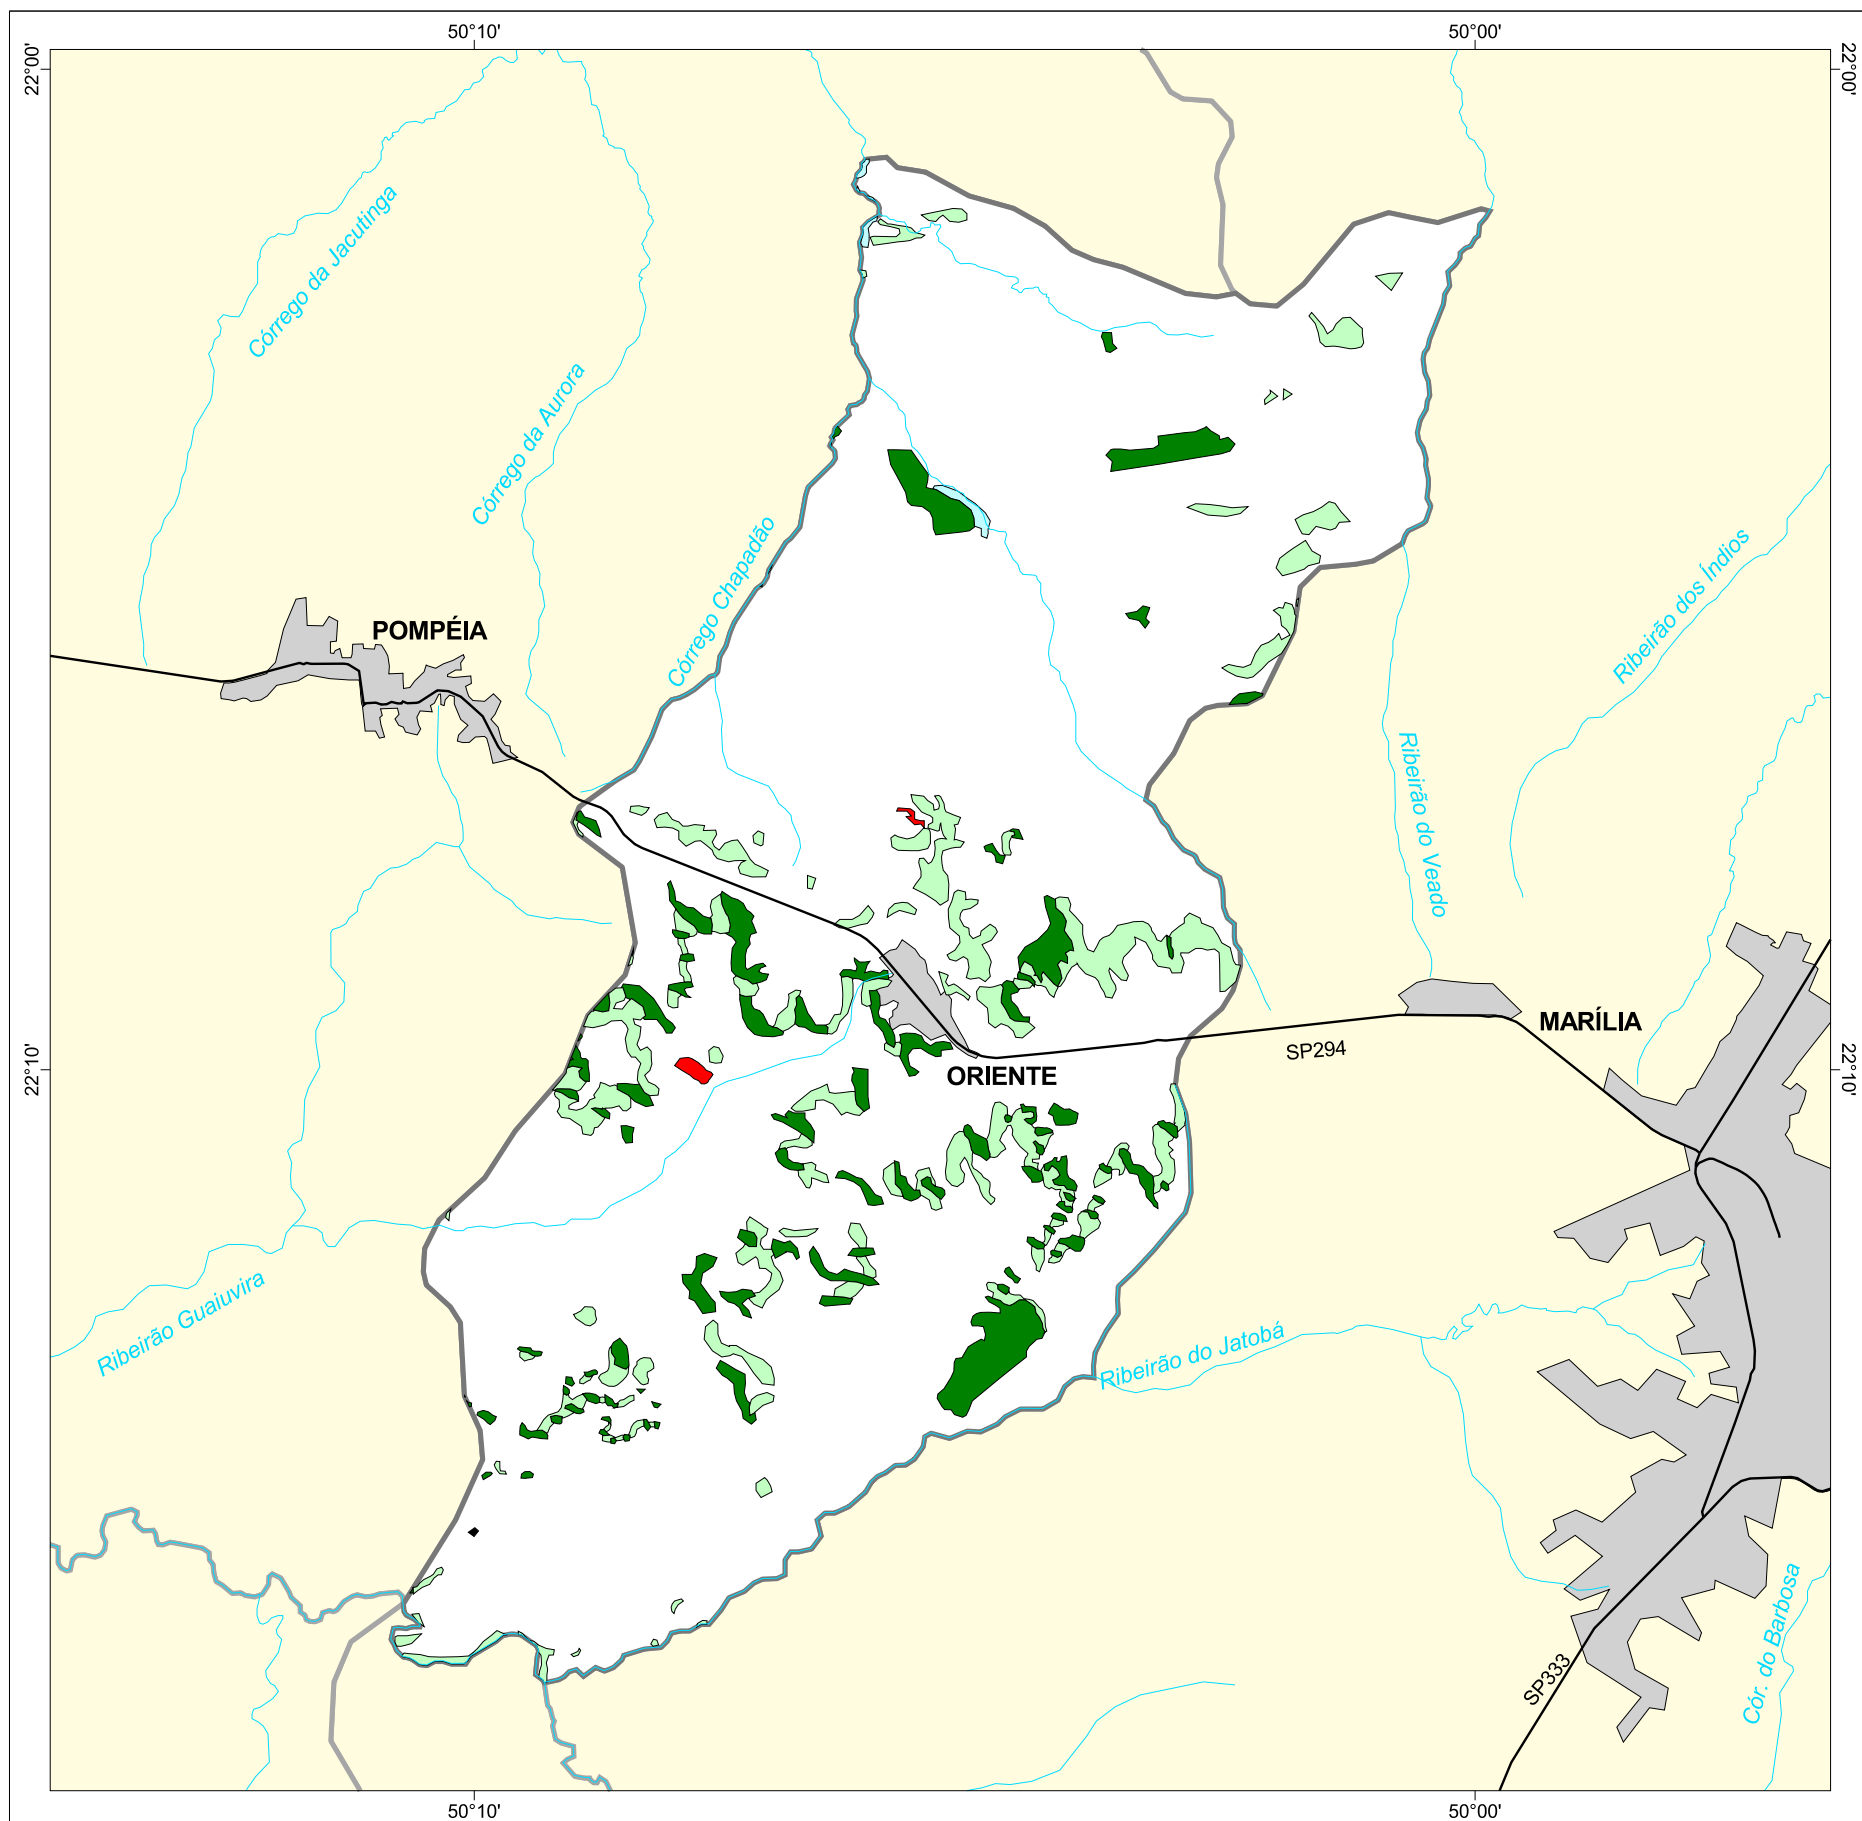 50°10'
50°00'
22°00'
22°00'
Córrego da Jacutinga
Córrego da Aurora
Córrego Chapadão
Ribeirão dos Índios
POMPÉIA
Ribeirão do Veado
MARÍLIA
SP294
ORIENTE
22°10'
22°10'
Ribeirão Guaiuvira
Ribeirão do Jatobá
Cór. do Barbosa
SP333
50°10'
50°00'